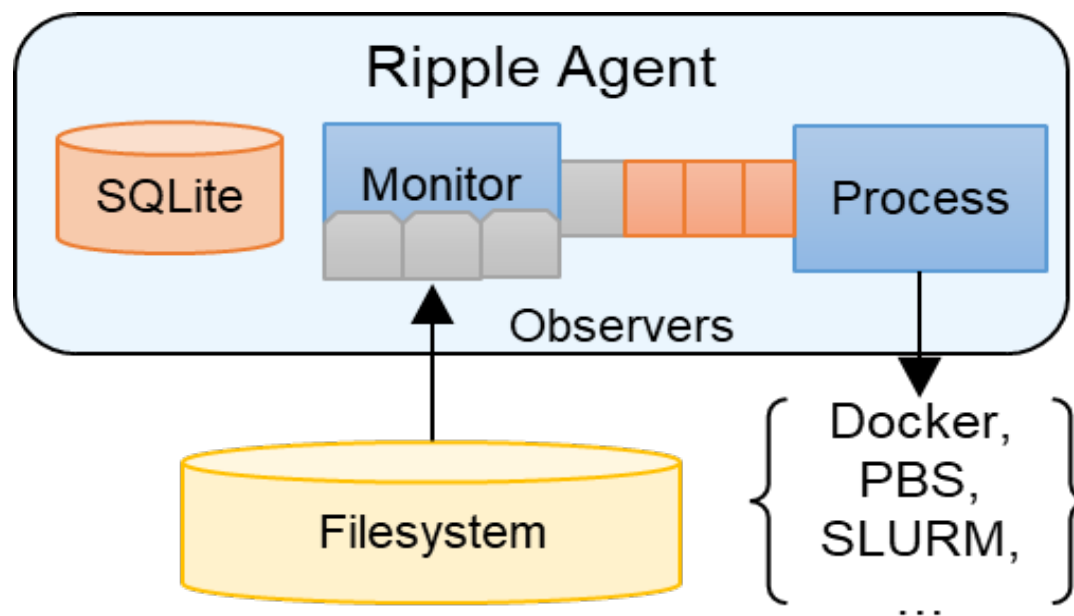 Ripple Agent
SQLite
Monitor
Process
Observers
Filesystem
Docker,
PBS,
SLURM,
...